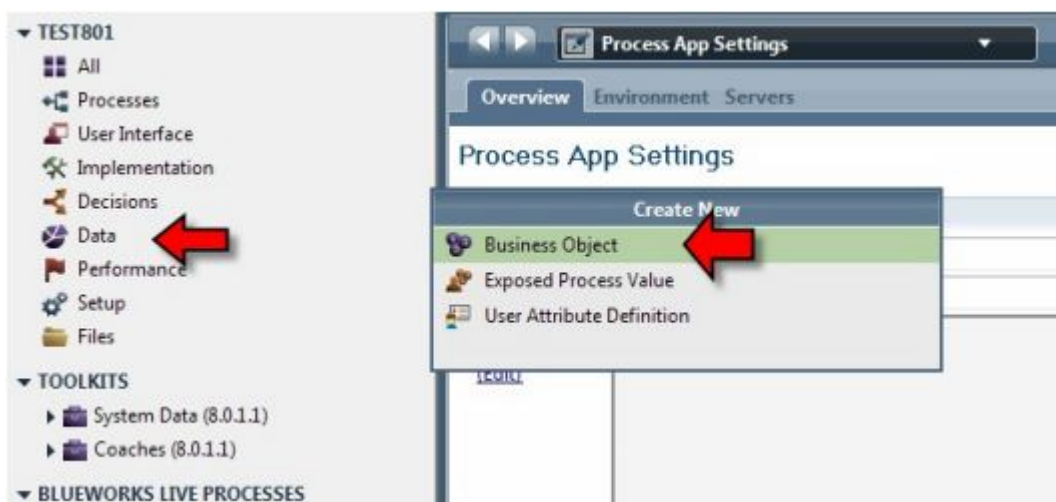 TEST801
All
Processes
User Interface
Implementation
Decisions
Data
Performance
Setup
Files
TOOLKITS
System Data (8.0.1.1)
Coaches (8.0.1.1)
BLUEWORKS LIVE PROCESSES
Process App Settings
Overview Environment Servers
Process App Settings
Create New
Business Object
Exposed Process Value
User Attribute Definition
(Edit)